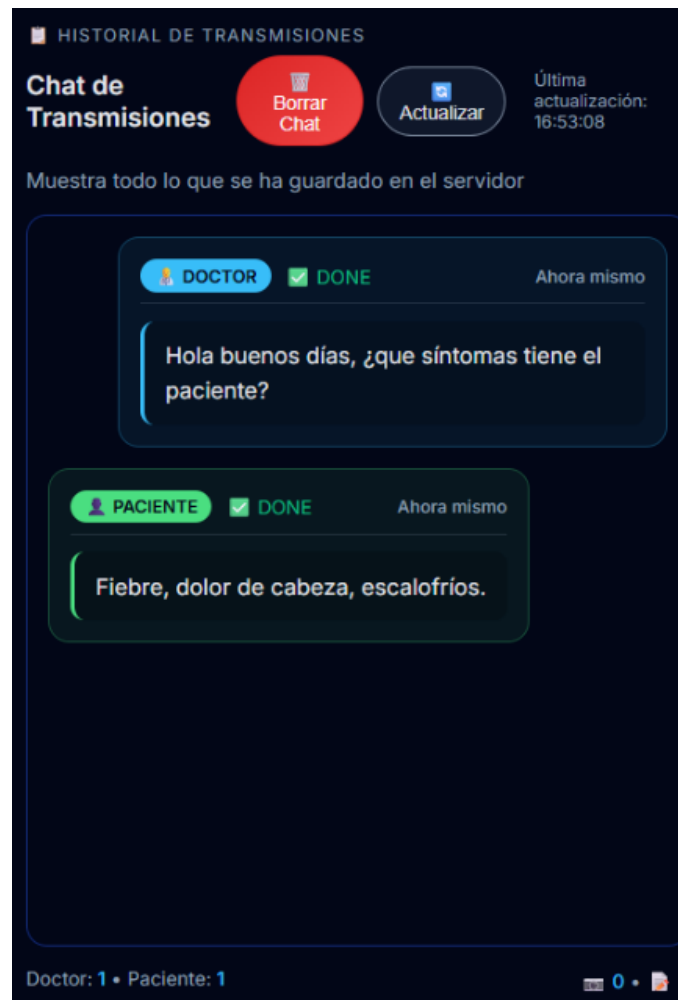 HISTORIAL DE TRANSMISIONES
Chat de
Transmisiones
Borrar
Chat
Actualizar
Última
actualización:
16:53:08
Muestra todo lo que se ha guardado en el servidor
DOCTOR
DONE
Ahora mismo
Hola buenos días, ¿que síntomas tiene el
paciente?
PACIENTE
DONE
Ahora mismo
Fiebre, dolor de cabeza, escalofríos.
Doctor: 1 • Paciente: 1
0 •